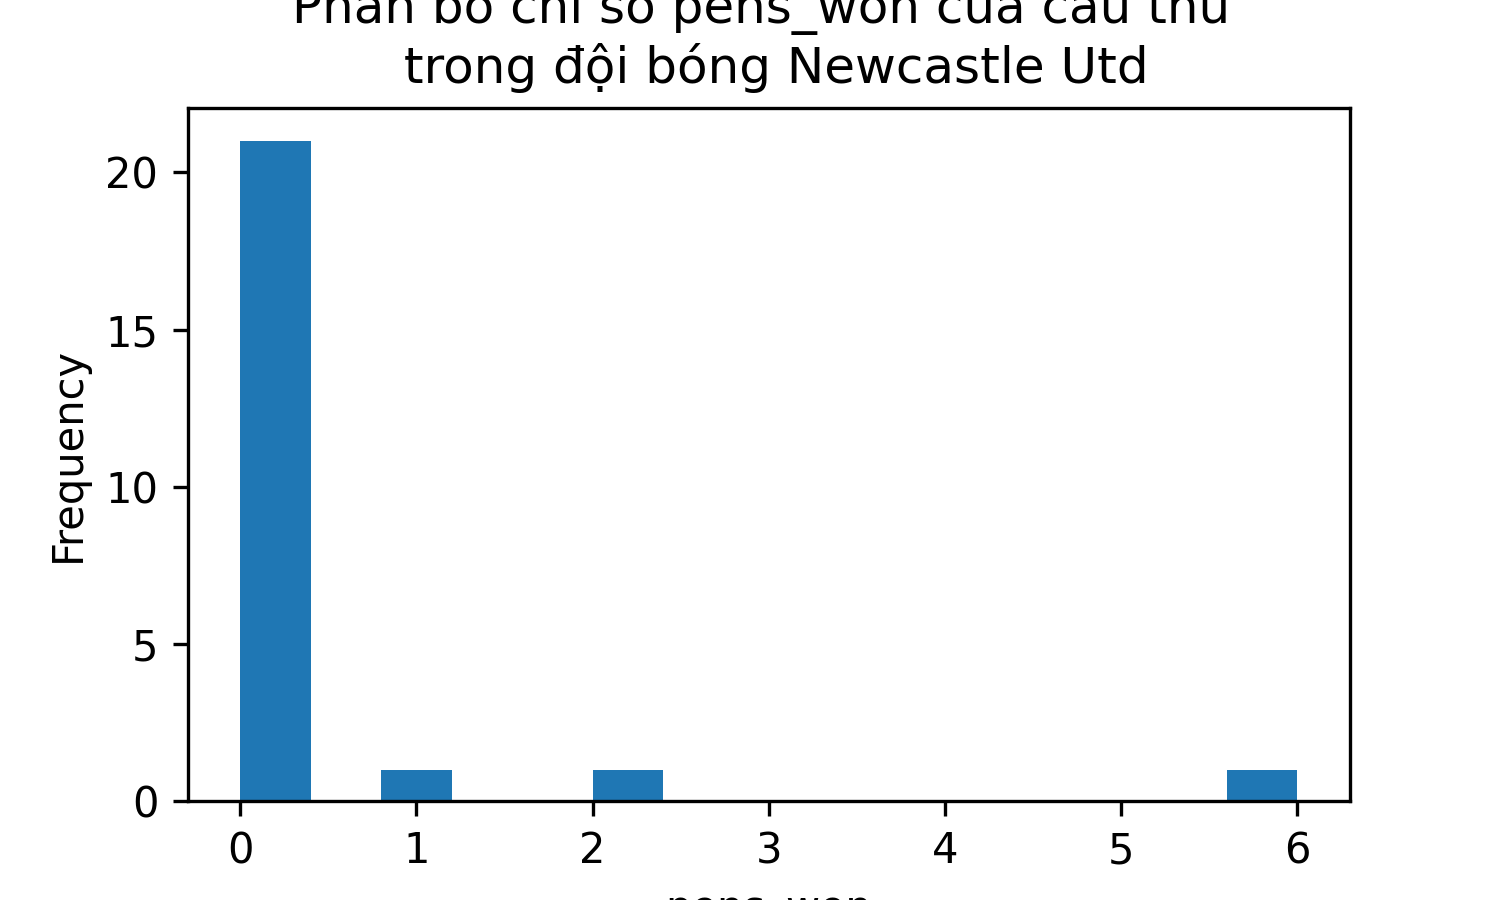 Phân bố chỉ số pens_won của cầu thủ
trong đội bóng Newcastle Utd
20
15
10
5
0
Frequency
0 1 2 3 4 5 6
pens_won